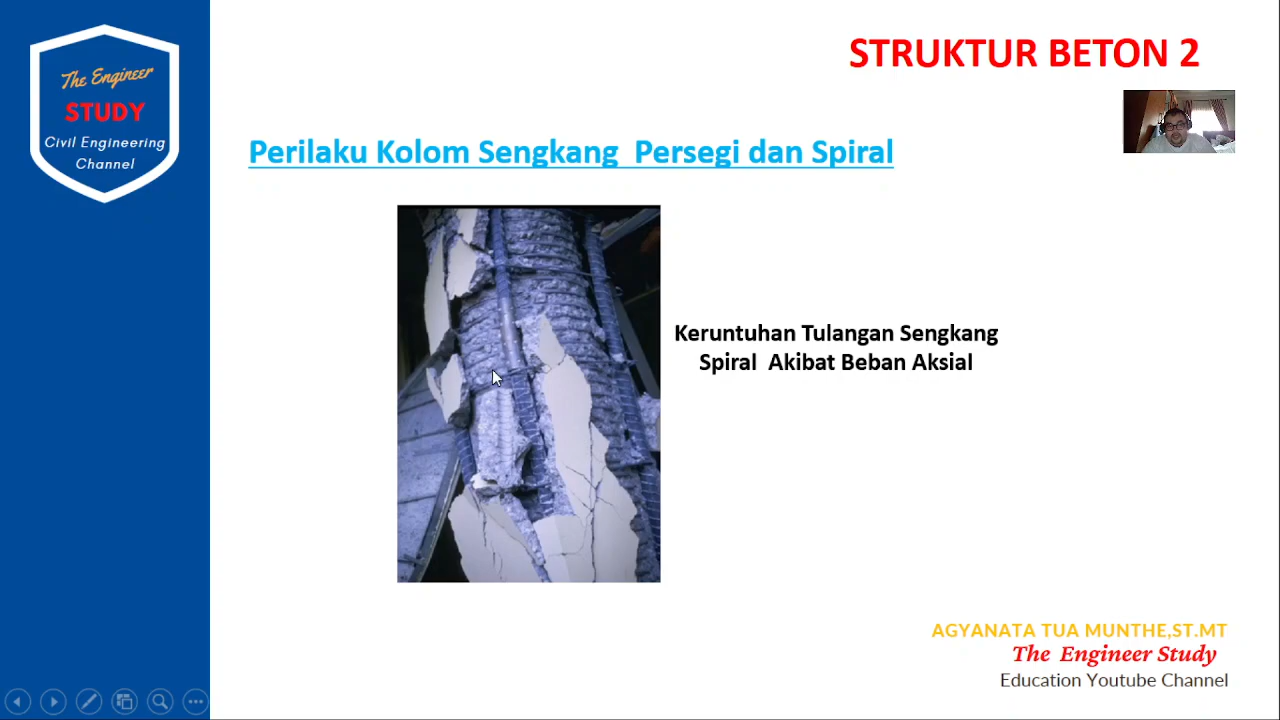 The Engineer
STUDY
Civil Engineering
Channel
STRUKTUR BETON 2
Perilaku Kolom Sengkang Persegi dan Spiral
Keruntuhan Tulangan Sengkang
Spiral Akibat Beban Aksial
AGYANATA TUA MUNTHE,ST.MT
The Engineer Study
Education Youtube Channel